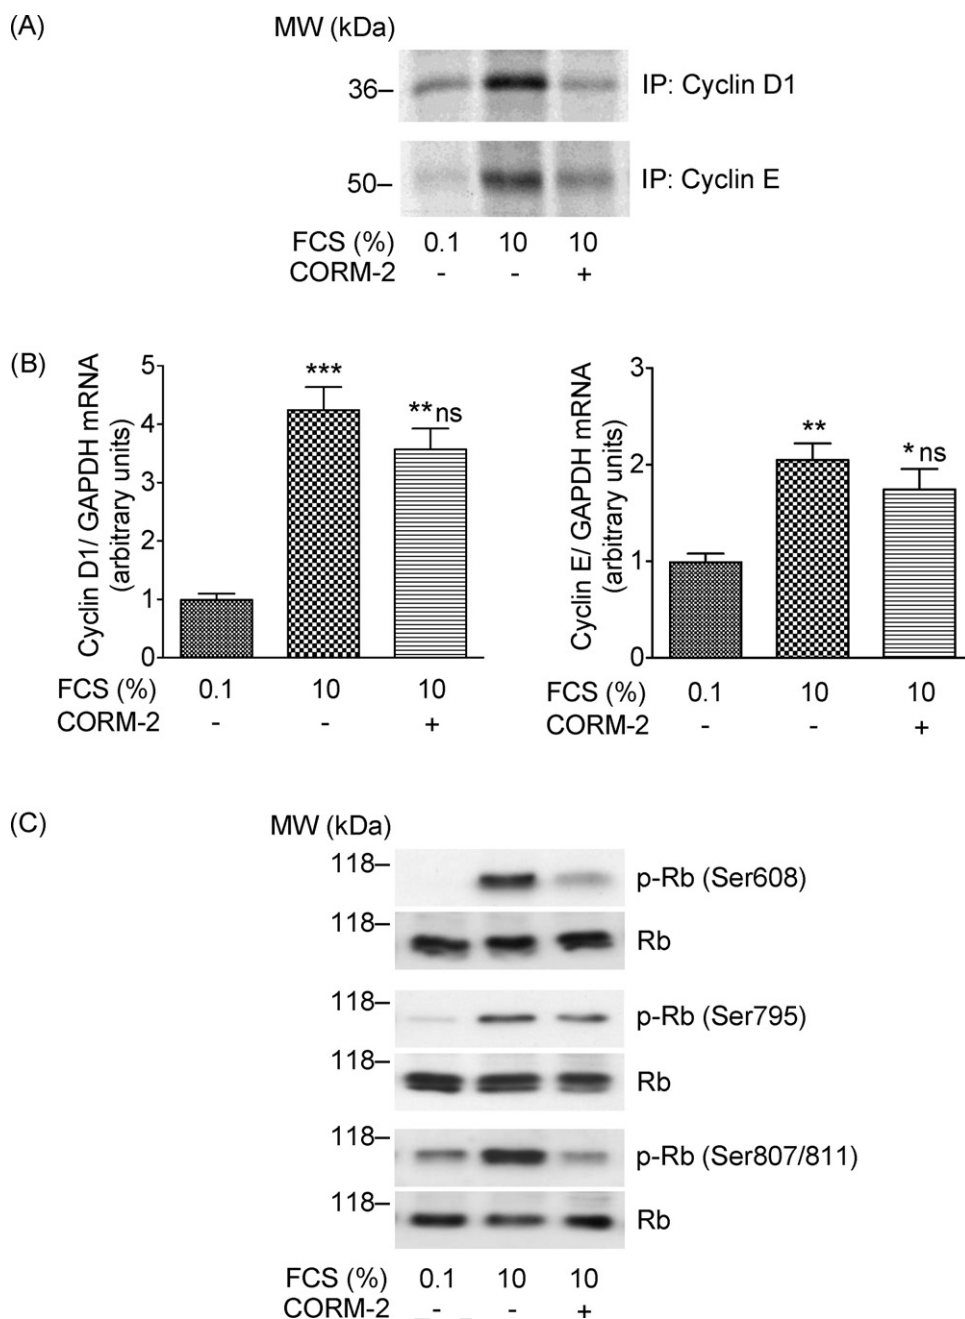 (A)
MW (kDa)
36–
IP: Cyclin D1
50–
IP: Cyclin E
FCS (%) 0.1 10 10
CORM-2 - - +
(B)
Cyclin D1/ GAPDH mRNA
(arbitrary units)
5
4
3
2
1
0
***
**ns
FCS (%) 0.1 10 10
CORM-2 - - +
Cyclin E/ GAPDH mRNA
(arbitrary units)
3
2
1
0
**
* ns
FCS (%) 0.1 10 10
CORM-2 - - +
(C)
MW (kDa)
118–
p-Rb (Ser608)
118–
Rb
118–
p-Rb (Ser795)
118–
Rb
118–
p-Rb (Ser807/811)
118–
Rb
FCS (%) 0.1 10 10
CORM-2 - - +